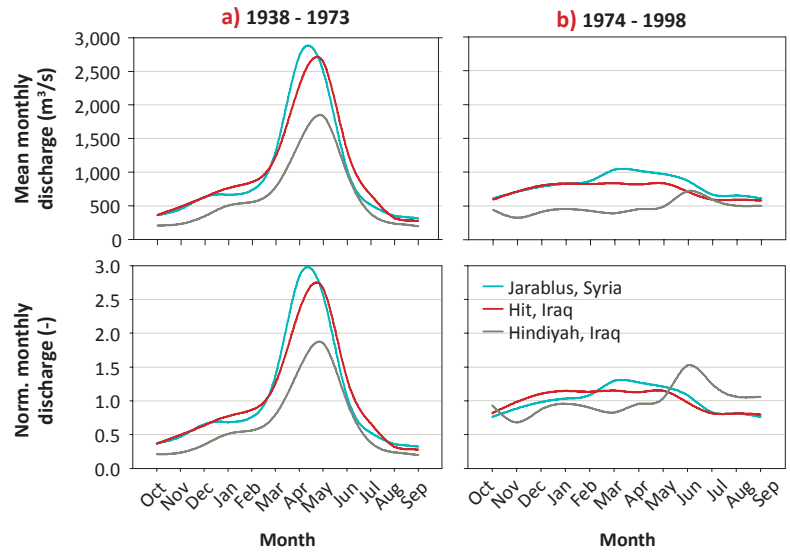 a) 1938 - 1973
b) 1974 - 1998
Mean monthly
discharge (m³/s)
3,000
2,500
2,000
1,500
1,000
500
0
Norm. monthly
discharge (-)
3.0
2.5
2.0
1.5
1.0
0.5
0.0
Jarablus, Syria
Hit, Iraq
Hindiyah, Iraq
Oct Nov Dec Jan Feb Mar Apr May Jun Jul Aug Sep
Oct Nov Dec Jan Feb Mar Apr May Jun Jul Aug Sep
Month
Month